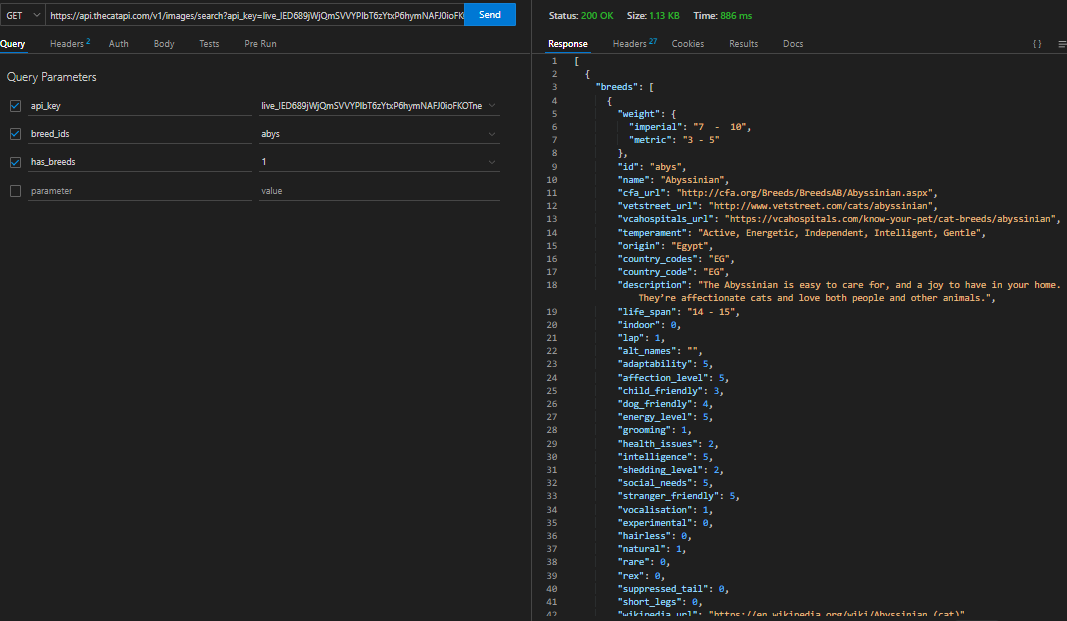 GET
https://api.thecatapi.com/v1/images/search?api_key=
Send
Query
Headers 2
Auth
Body
Tests
Pre Run
Query Parameters
api_key
breed_ids abys
has_breeds 1
parameter value
Status: 200 OK Size: 1.13 KB Time: 886 ms
Response
Headers 27
Cookies
Results
Docs
{ }
1 [
2 {
3 "breeds": [
4 {
5 "weight": {
6 "imperial": "7  -  10",
7 "metric": "3 - 5"
8 },
9 "id": "abys",
10 "name": "Abyssinian",
11 "cfa_url": "http://cfa.org/Breeds/BreedsAB/Abyssinian.aspx",
12 "vetstreet_url": "http://www.vetstreet.com/cats/abyssinian",
13 "vcahospitals_url": "https://vcahospitals.com/know-your-pet/cat-breeds/abyssinian",
14 "temperament": "Active, Energetic, Independent, Intelligent, Gentle",
15 "origin": "Egypt",
16 "country_codes": "EG",
17 "country_code": "EG",
18 "description": "The Abyssinian is easy to care for, and a joy to have in your home.
They’re affectionate cats and love both people and other animals.",
19 "life_span": "14 - 15",
20 "indoor": 0,
21 "lap": 1,
22 "alt_names": "",
23 "adaptability": 5,
24 "affection_level": 5,
25 "child_friendly": 3,
26 "dog_friendly": 4,
27 "energy_level": 5,
28 "grooming": 1,
29 "health_issues": 2,
30 "intelligence": 5,
31 "shedding_level": 2,
32 "social_needs": 5,
33 "stranger_friendly": 5,
34 "vocalisation": 1,
35 "experimental": 0,
36 "hairless": 0,
37 "natural": 1,
38 "rare": 0,
39 "rex": 0,
40 "suppressed_tail": 0,
41 "short_legs": 0,
42 "wikipedia_url": "https://en.wikipedia.org/wiki/Abyssinian_(cat)"